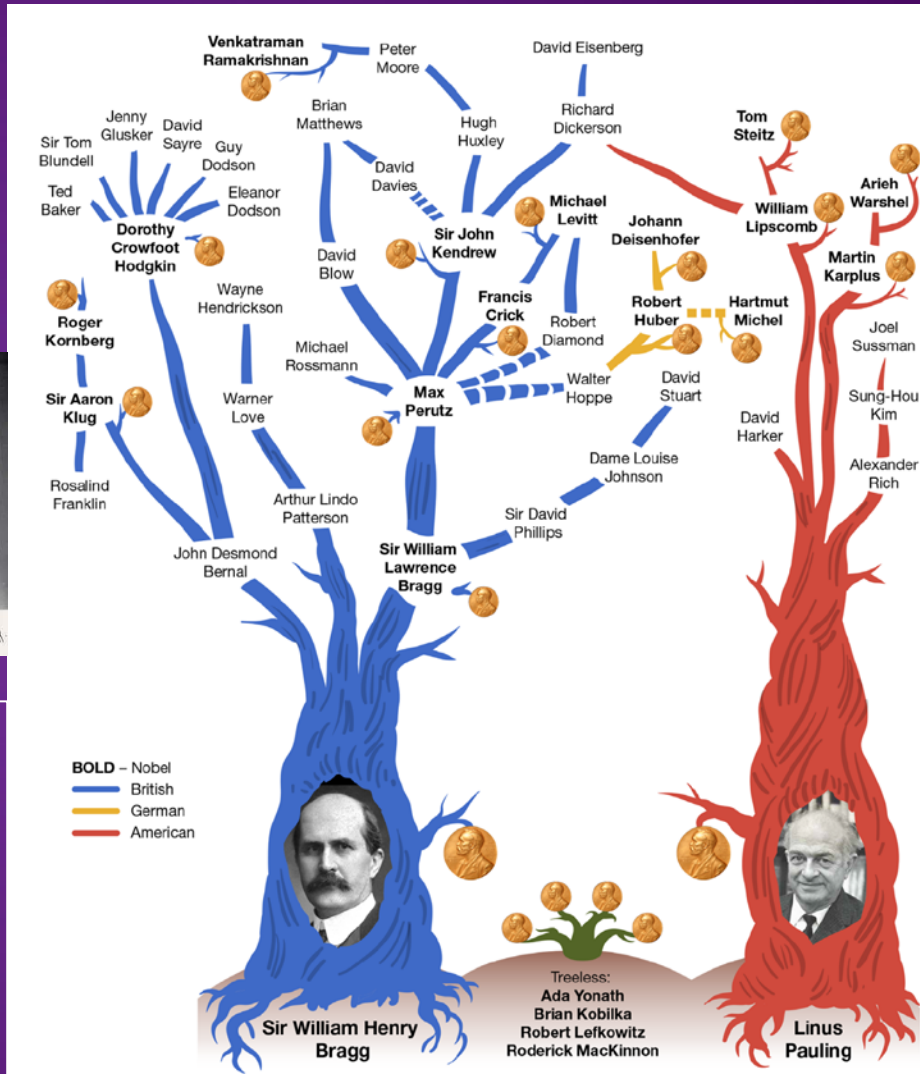 Venkatraman
Ramakrishnan
Peter
Moore
David Eisenberg
Brian
Matthews
Hugh
Huxley
Richard
Dickerson
Tom
Steitz
Jenny
Glusker
David
Sayre
Sir Tom
Blundell
Guy
Dodson
Ted
Baker
Eleanor
Dodson
Dorothy
Crowfoot
Hodgkin
David
Davies
Sir John
Kendrew
Michael
Levitt
Johann
Deisenhofer
William
Lipscomb
Arieh
Warshel
David
Blow
Martin
Karplus
Wayne
Hendrickson
Francis
Crick
Robert
Huber
Hartmut
Michel
Roger
Kornberg
Robert
Diamond
Joel
Sussman
Michael
Rossmann
Max
Perutz
Walter
Hoppe
David
Stuart
Sir Aaron
Klug
Warner
Love
Sung-Hou
Kim
David
Harker
Rosalind
Franklin
Dame Louise
Johnson
Alexander
Rich
Arthur Lindo
Patterson
Sir David
Phillips
John Desmond
Bernal
Sir William
Lawrence
Bragg
BOLD – Nobel
British
German
American
Treeless:
Ada Yonath
Brian Kobilka
Robert Lefkowitz
Roderick MacKinnon
Sir William Henry
Bragg
Linus
Pauling